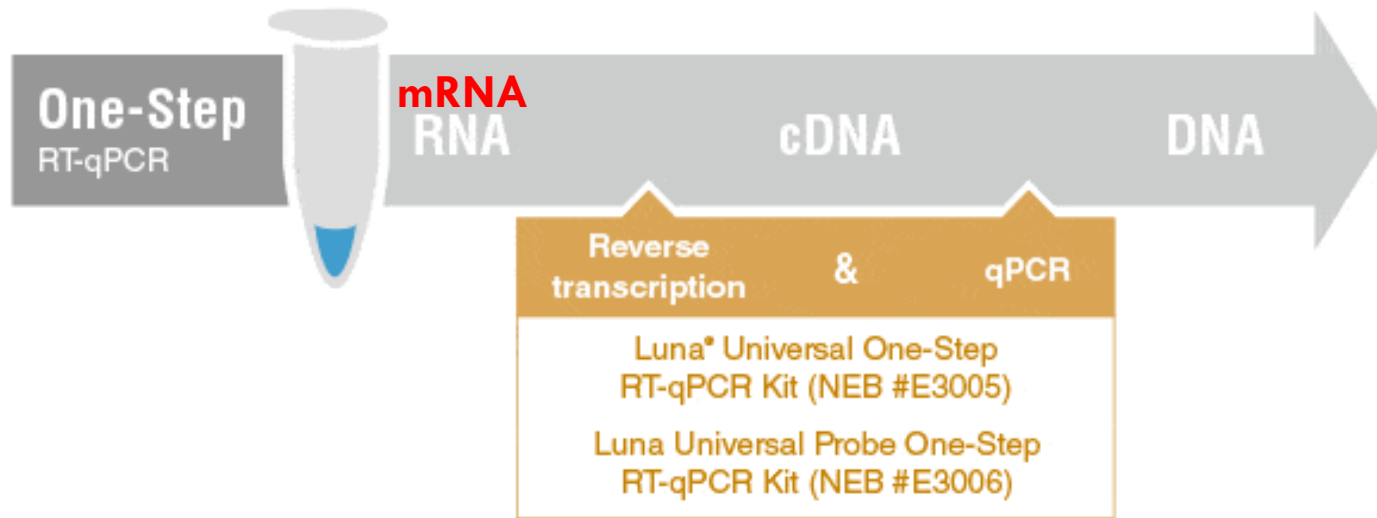 One-Step
RT-qPCR
mRNA
RNA
cDNA
DNA
Reverse
transcription
&
qPCR
Luna® Universal One-Step
RT-qPCR Kit (NEB #E3005)
Luna Universal Probe One-Step
RT-qPCR Kit (NEB #E3006)